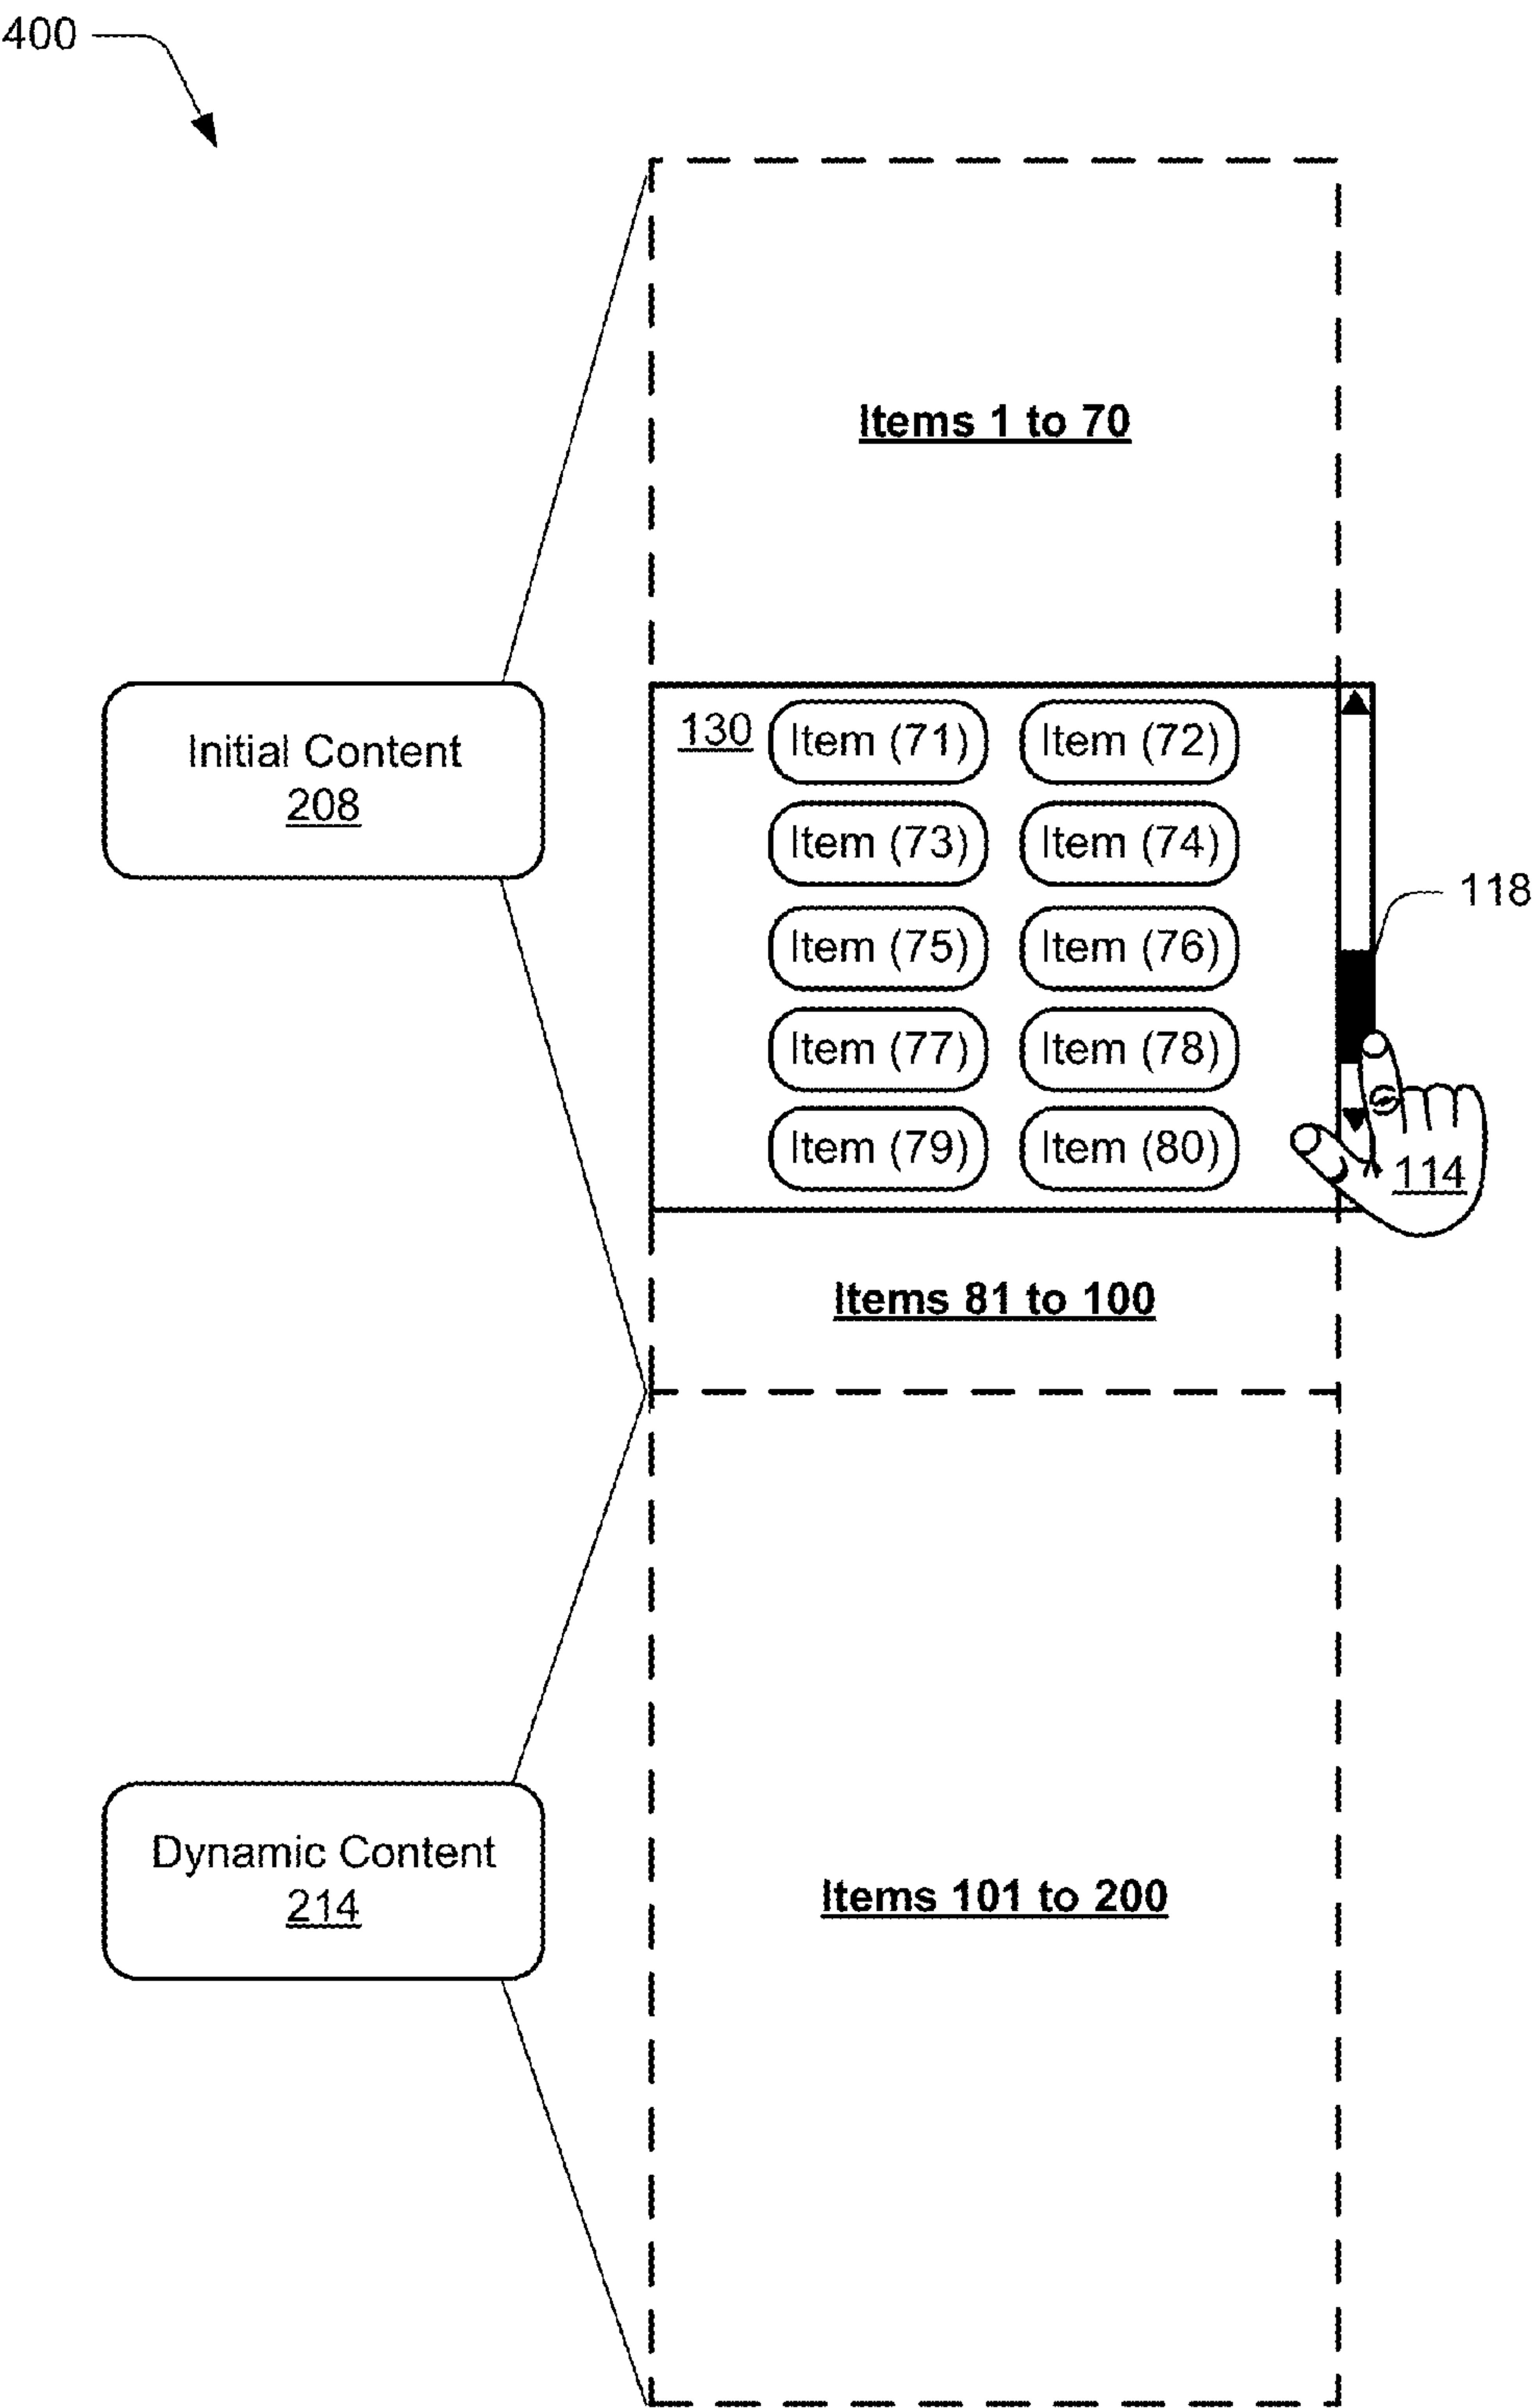 400
Items 1 to 70
Initial Content
208
130
Item (71)
Item (72)
Item (73)
Item (74)
118
Item (75)
Item (76)
Item (77)
Item (78)
Item (79)
Item (80)
114
Items 81 to 100
Dynamic Content
214
Items 101 to 200